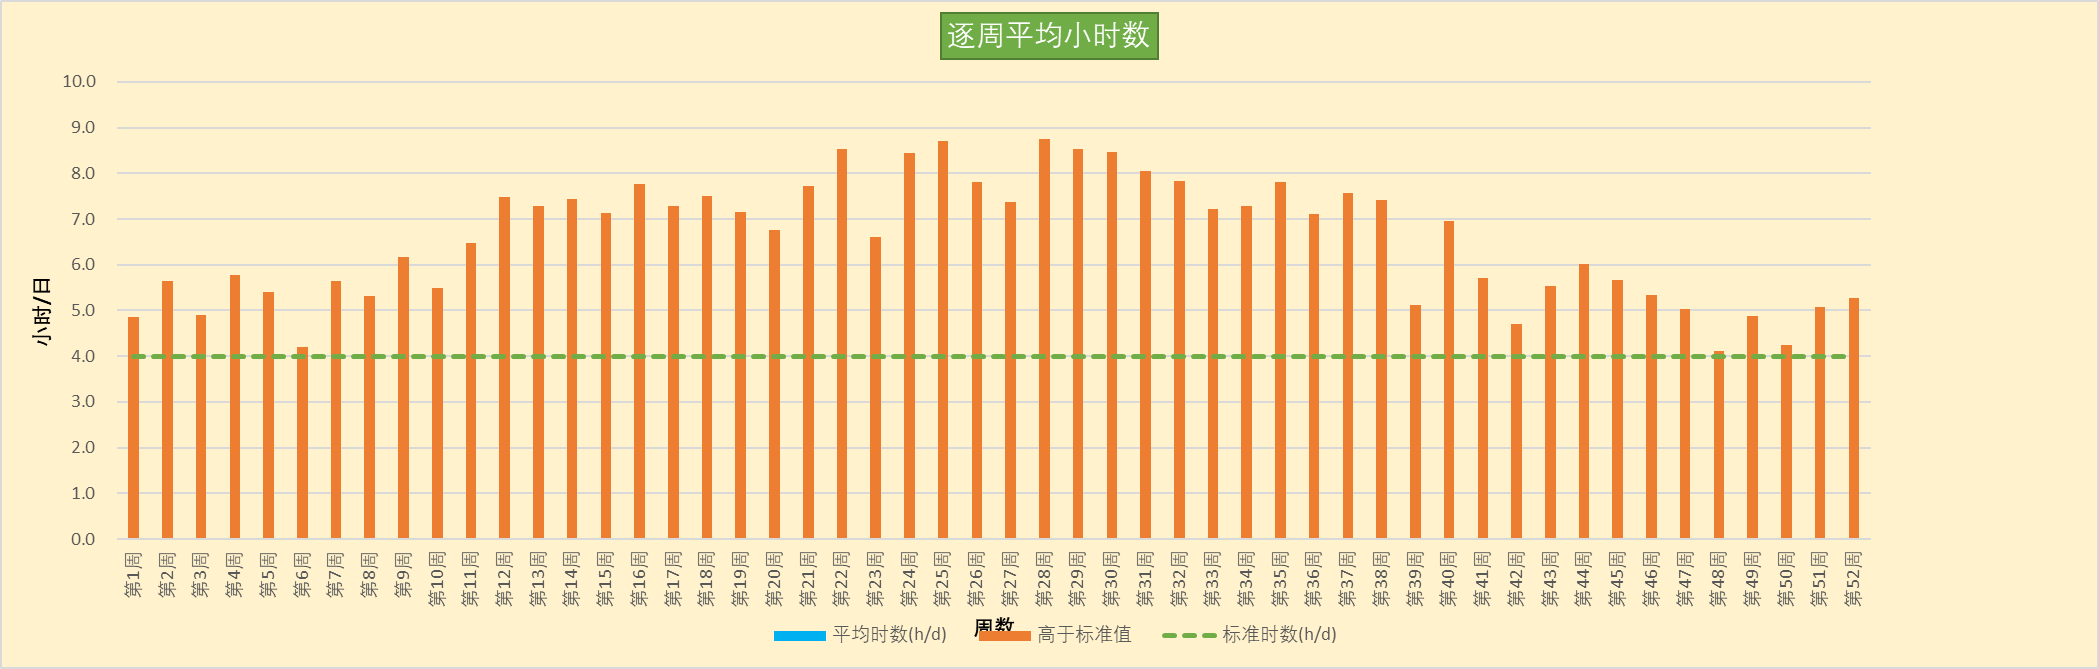 逐周平均小时数
10.0
9.0
8.0
7.0
6.0
5.0
4.0
3.0
2.0
1.0
0.0
小时/日
第1周
第2周
第3周
第4周
第5周
第6周
第7周
第8周
第9周
第10周
第11周
第12周
第13周
第14周
第15周
第16周
第17周
第18周
第19周
第20周
第21周
第22周
第23周
第24周
第25周
第26周
第27周
第28周
第29周
第30周
第31周
第32周
第33周
第34周
第35周
第36周
第37周
第38周
第39周
第40周
第41周
第42周
第43周
第44周
第45周
第46周
第47周
第48周
第49周
第50周
第51周
第52周
周数
平均时数(h/d)
高于标准值
标准时数(h/d)